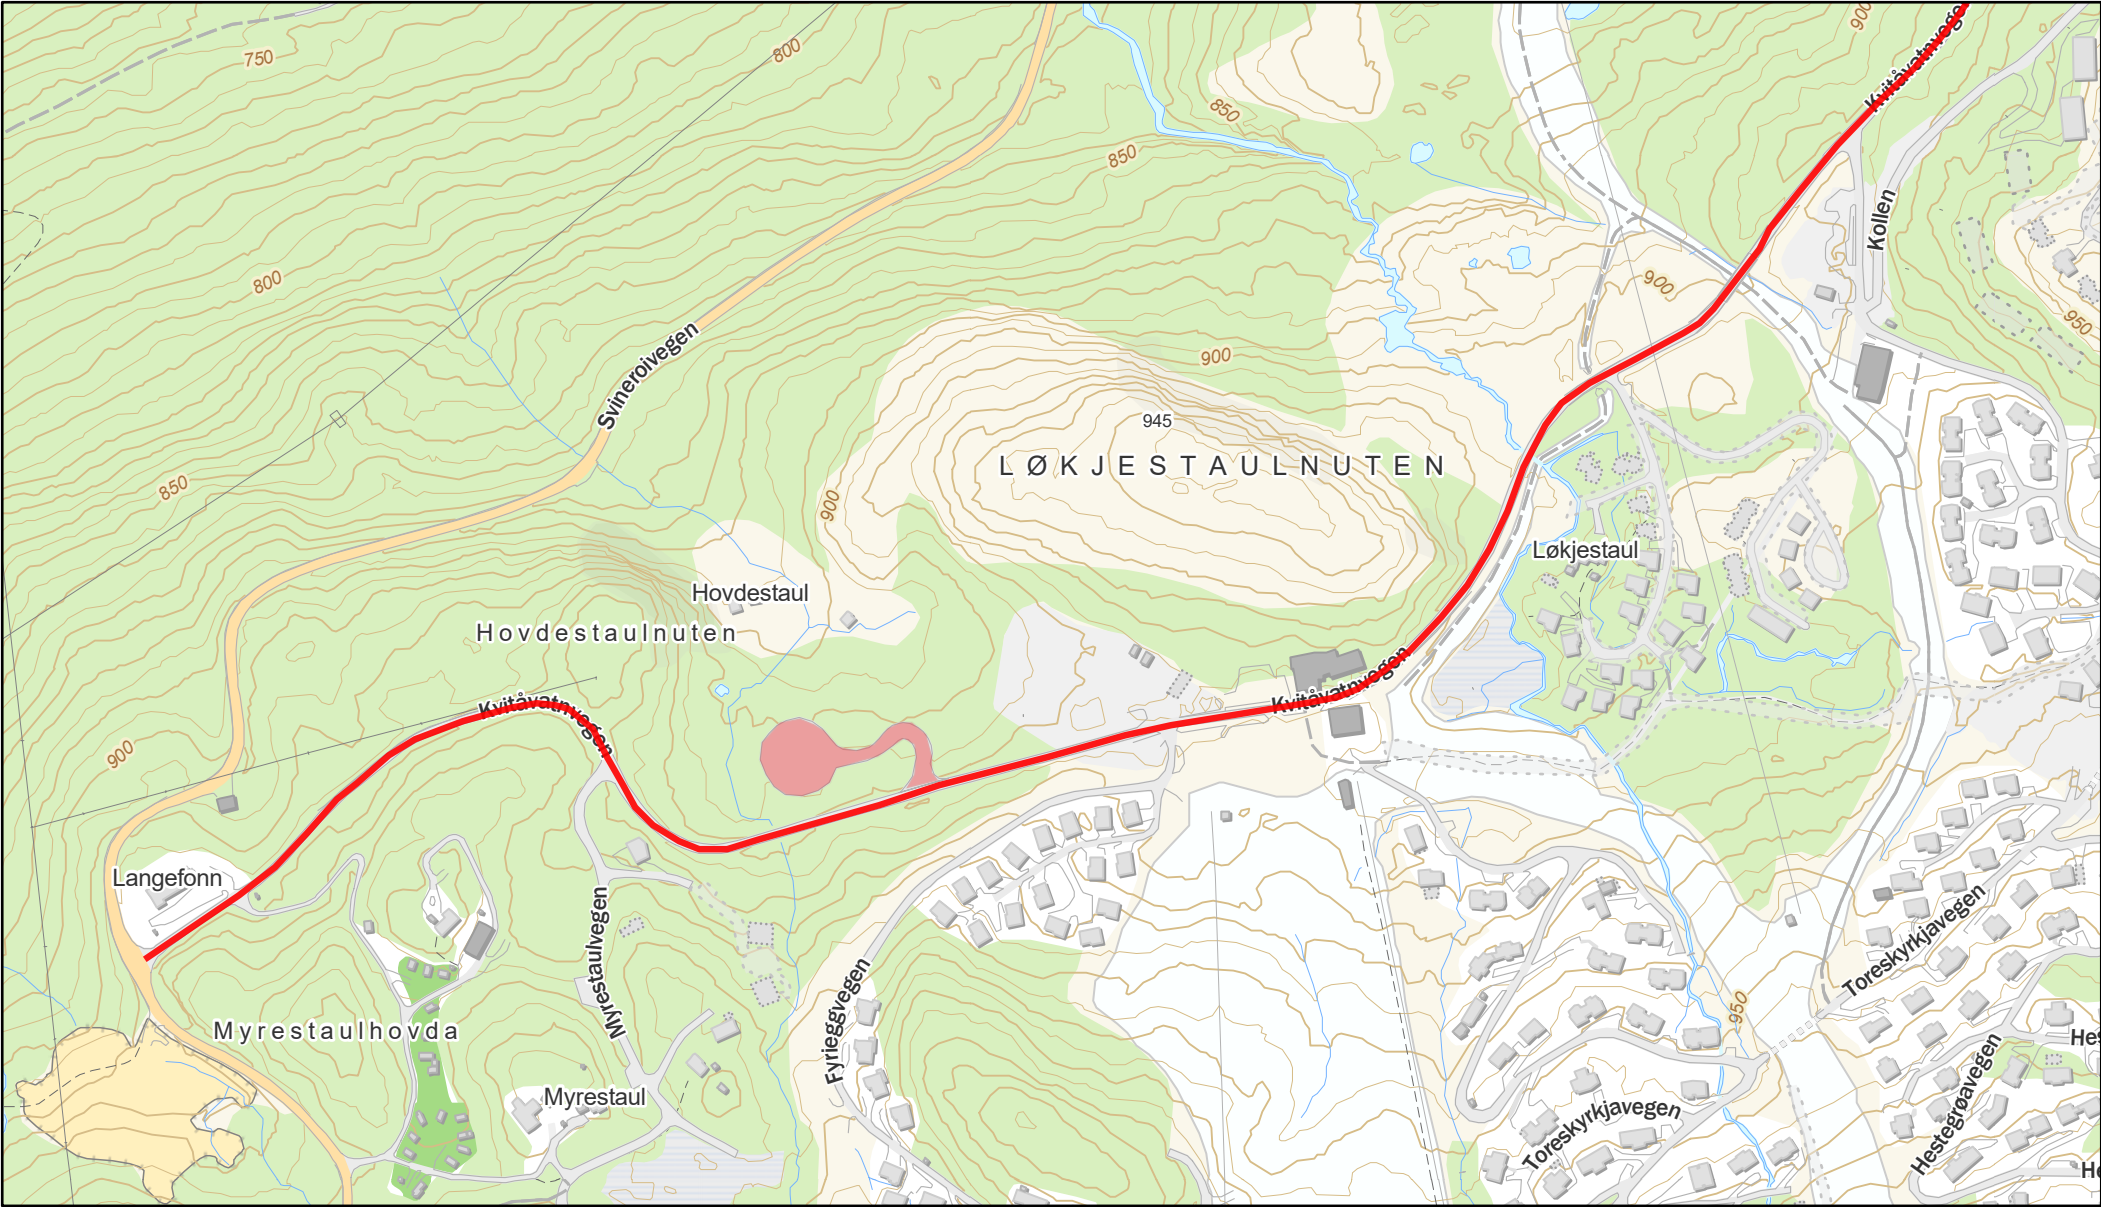 900
Kvitåvatnvegen
750
800
850
850
Kollen
800
900
950
Svineroivegen
900
945
LØKJESTAULNUTEN
850
900
Løkjestaul
Hovdestaul
Hovdestaulnuten
Kvitåvatnvegen
Kvitåvatnvegen
900
Langefonn
Myrestaulvegen
Toreskyrkjavegen
Fyrieggvegen
950
Myrestaulhovda
Hestegrøavegen
Myrestaul
Toreskyrkjavegen